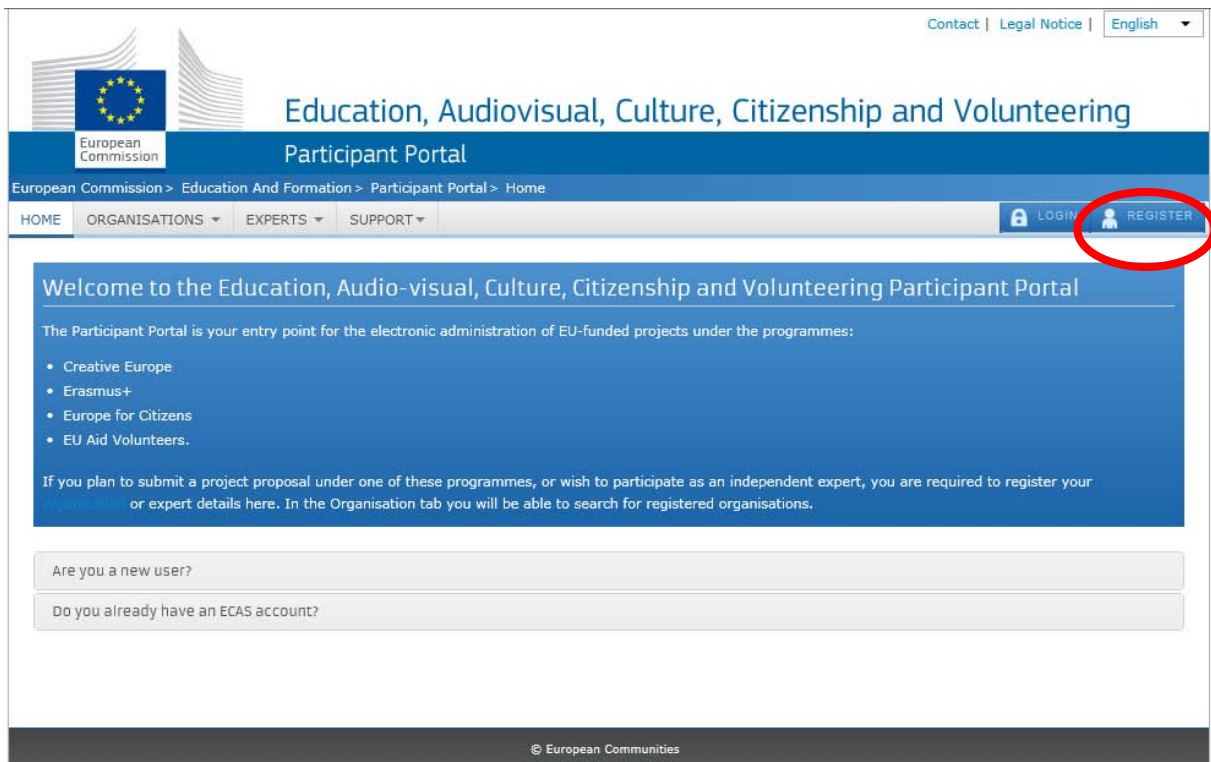 Contact | Legal Notice | English
Education, Audiovisual, Culture, Citizenship and Volunteering
European
Commission
Participant Portal
European Commission > Education And Formation > Participant Portal > Home
HOME ORGANISATIONS EXPERTS SUPPORT LOGIN REGISTER
Welcome to the Education, Audio-visual, Culture, Citizenship and Volunteering Participant Portal
The Participant Portal is your entry point for the electronic administration of EU-funded projects under the programmes:
• Creative Europe
• Erasmus+
• Europe for Citizens
• EU Aid Volunteers.
If you plan to submit a project proposal under one of these programmes, or wish to participate as an independent expert, you are required to register your
organisation or expert details here. In the Organisation tab you will be able to search for registered organisations.
Are you a new user?
Do you already have an ECAS account?
© European Communities